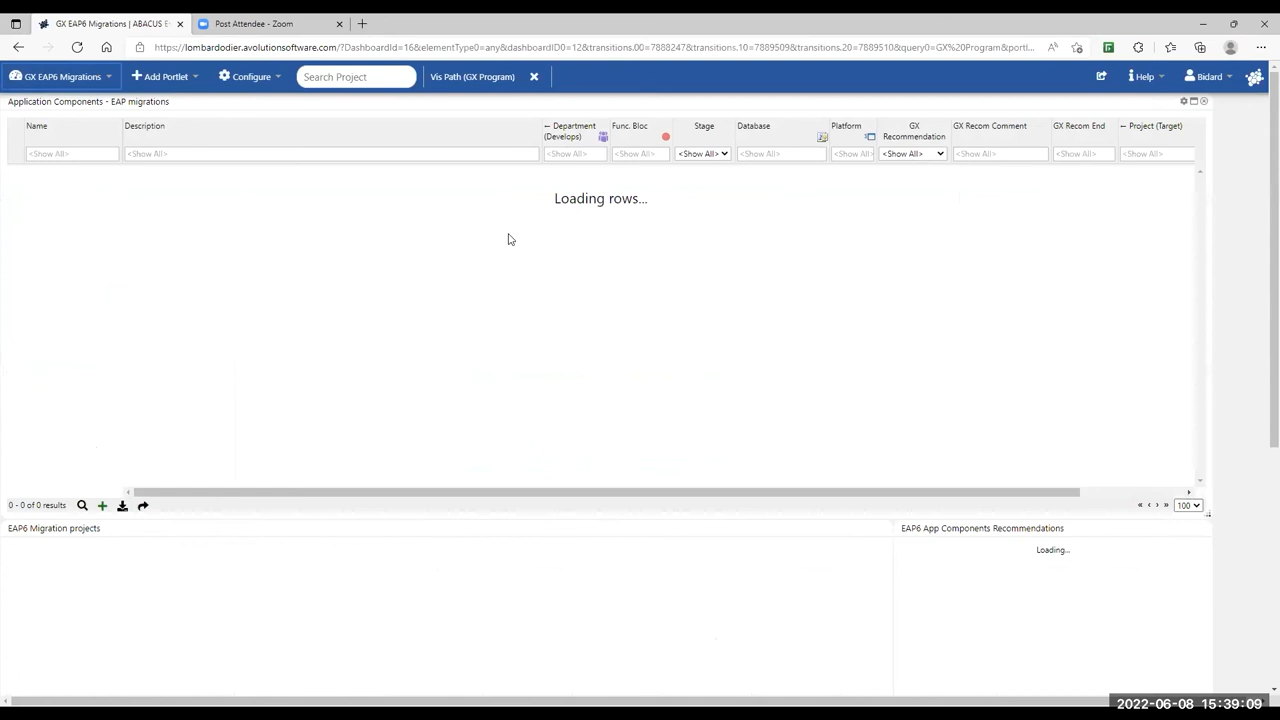 GX EAP6 Migrations | ABACUS E
Post Attendee - Zoom
https://lombardodier.avolutionsoftware.com/?DashboardId=16&elementType0=any&dashboardID0=12&transitions.00=7888247&transitions.10=7889509&transitions.20=7889510&query0=GX%20Program&portl...
GX EAP6 Migrations
Add Portlet
Configure
Search Project
Vis Path (GX Program)
Help
Bidard
Application Components - EAP migrations
Name
Description
← Department (Develops)
Func. Bloc
Stage
Database
Platform
GX Recommendation
GX Recom Comment
GX Recom End
← Project (Target)
<Show All>
<Show All>
<Show All>
<Show All>
<Show All>
<Show All>
<Show All>
<Show All>
<Show All>
<Show All>
<Show All>
Loading rows...
0 - 0 of 0 results
« ‹ › »
100
EAP6 Migration projects
EAP6 App Components Recommendations
Loading...
2022-06-08 15:39:09